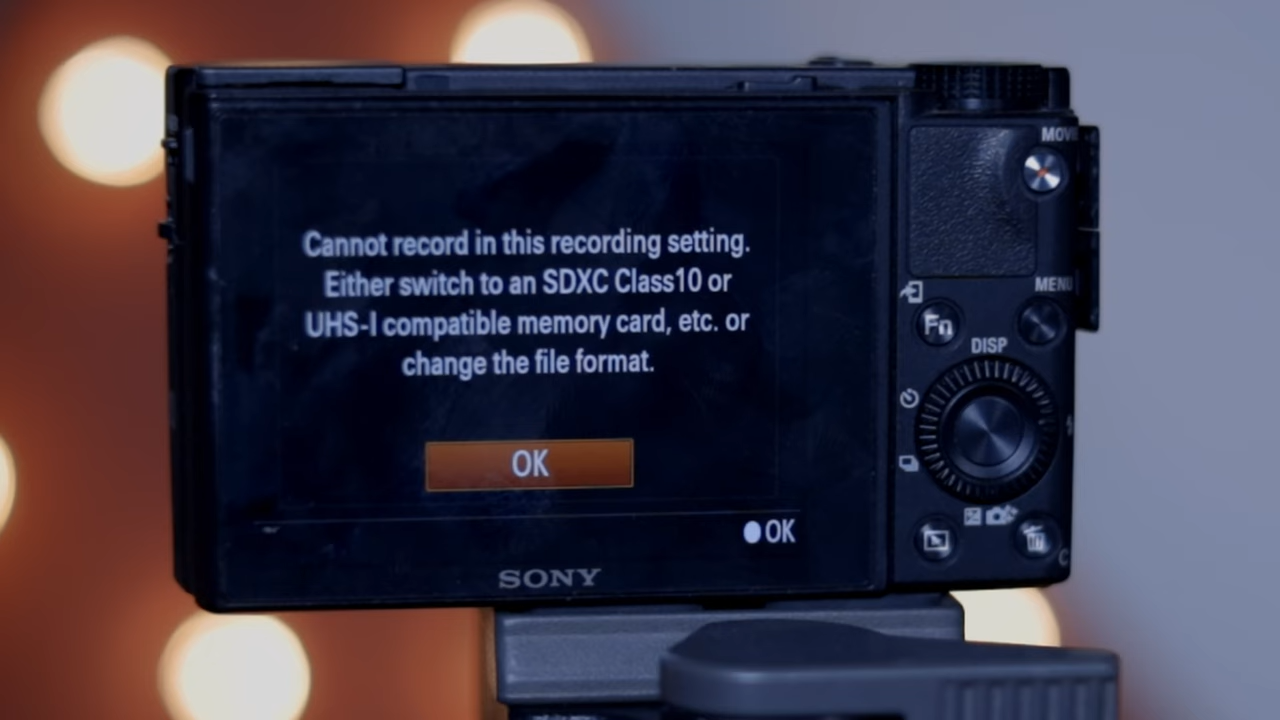 MOVIE
Cannot record in this recording setting.
Either switch to an SDXC Class10 or
UHS-I compatible memory card, etc. or
change the file format.
MENU
Fn
DISP
OK
OK
SONY
C